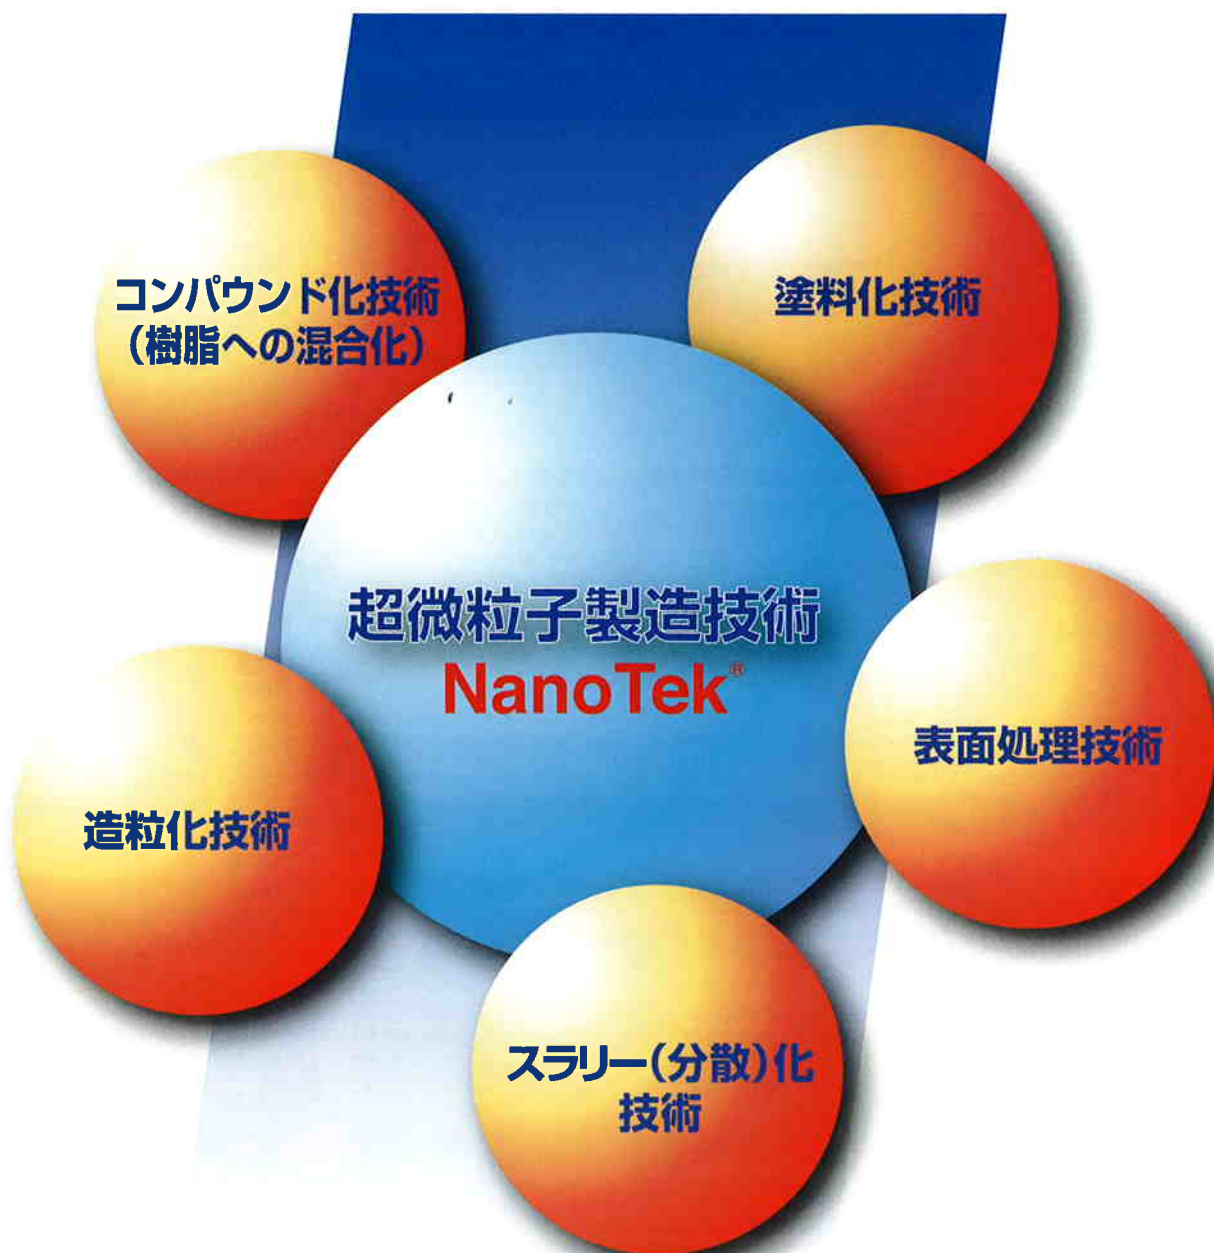 コンパウンド化技術
（樹脂への混合化）
塗料化技術
超微粒子製造技術
NanoTek®
表面処理技術
造粒化技術
スラリー（分散）化
技術